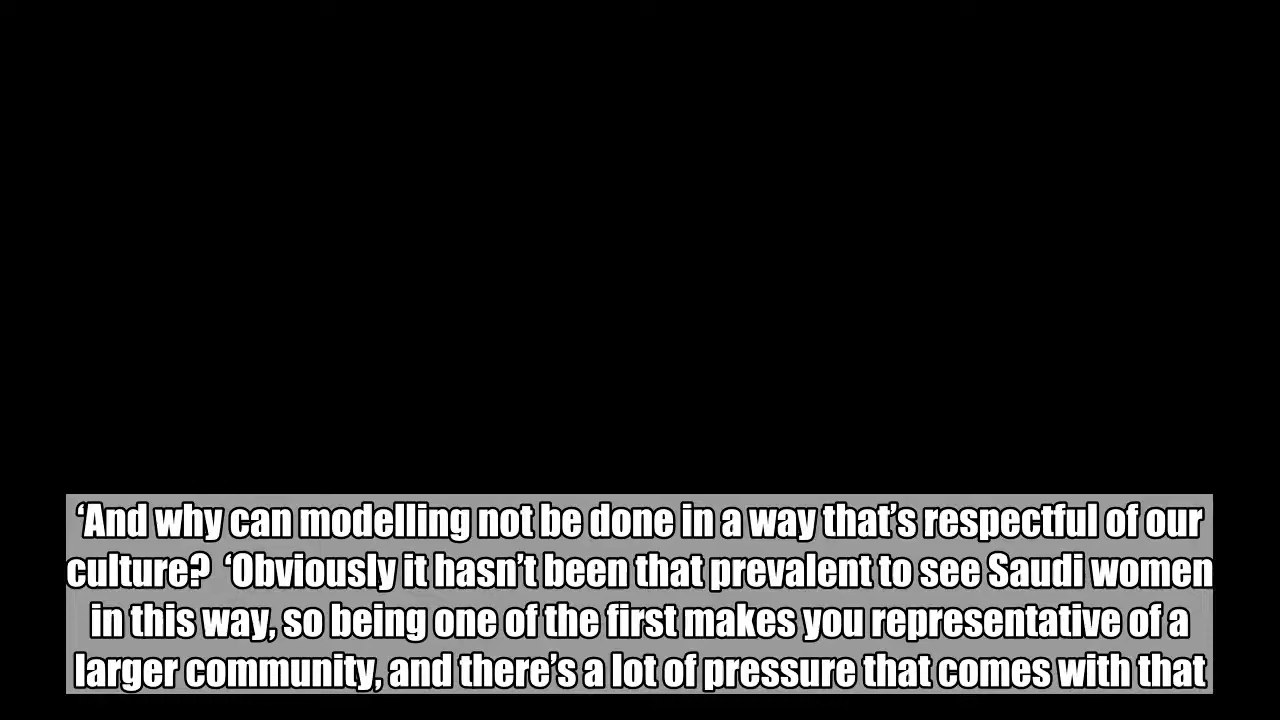 ‘And why can modelling not be done in a way that’s respectful of our
culture?  ‘Obviously it hasn’t been that prevalent to see Saudi women
in this way, so being one of the first makes you representative of a
larger community, and there’s a lot of pressure that comes with that